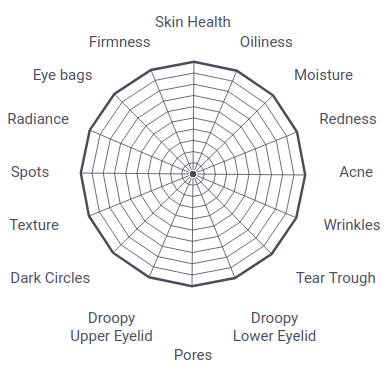 Skin Health
Firmness
Oiliness
Eye bags
Moisture
Radiance
Redness
Spots
Acne
Texture
Wrinkles
Dark Circles
Tear Trough
Droopy
Upper Eyelid
Droopy
Lower Eyelid
Pores